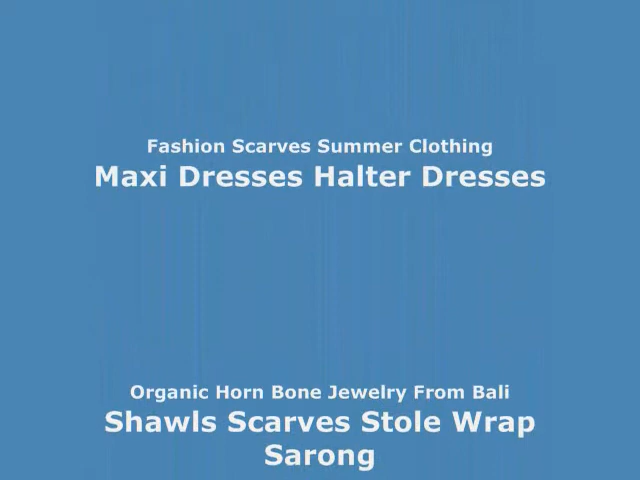 Fashion Scarves Summer Clothing
Maxi Dresses Halter Dresses
Organic Horn Bone Jewelry From Bali
Shawls Scarves Stole Wrap
Sarong